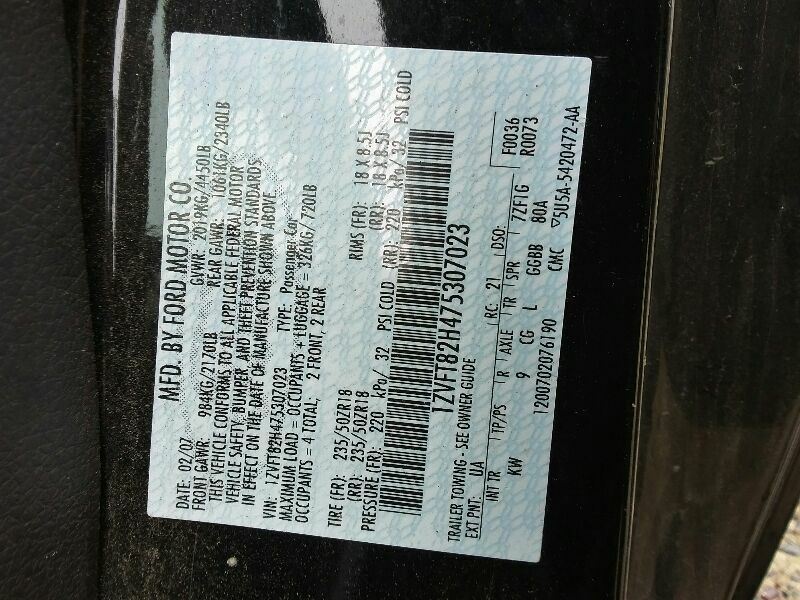 MFD. BY FORD MOTOR CO.
DATE: 02/07 GVWR: 2019KG/4450LB
FRONT GAWR: 984KG/2170LB REAR GAWR: 1061KG/2340LB
THIS VEHICLE CONFORMS TO ALL APPLICABLE FEDERAL MOTOR
VEHICLE SAFETY, BUMPER, AND THEFT PREVENTION STANDARDS
IN EFFECT ON THE DATE OF MANUFACTURE SHOWN ABOVE.
VIN: 1ZVFT82H475307023 TYPE: Passenger Car
MAXIMUM LOAD = OCCUPANTS + LUGGAGE = 326KG/720LB
OCCUPANTS = 4 TOTAL; 2 FRONT, 2 REAR
TIRE (FR): 235/50ZR18 RIMS (FR): 18 X 8.5J
(RR): 235/50ZR18 (RR): 18 X 8.5J
PRESSURE (FR): 220 kPa/ 32 PSI COLD (RR): 220 kPa/ 32 PSI COLD
1ZVFT82H475307023
TRAILER TOWING - SEE OWNER GUIDE
EXT PNT: UA RC: 21 DSO: F0036
INT TR TP/PS R AXLE TR SPR 7ZF1G R0073
KW 9 CG L GGBB 80A
1200702076190 CMC ▽5U5A-5420472-AA